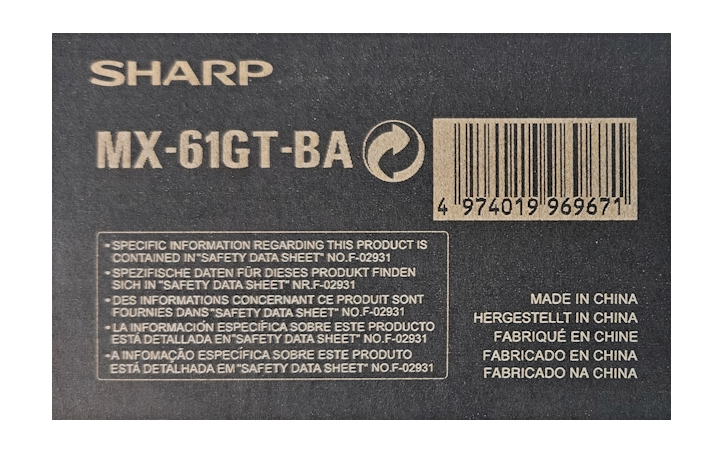 SHARP
MX-61GT-BA
4 974019 969671
• SPECIFIC INFORMATION REGARDING THIS PRODUCT IS
CONTAINED IN"SAFETY DATA SHEET" NO.F-02931
• SPEZIFISCHE DATEN FÜR DIESES PRODUKT FINDEN
SICH IN"SAFETY DATA SHEET" NR.F-02931
• DES INFORMATIONS CONCERNANT CE PRODUIT SONT
FOURNIES DANS"SAFETY DATA SHEET" NO.F-02931
• LA INFORMACIÓN ESPECÍFICA SOBRE ESTE PRODUCTO
ESTÁ DETALLADA EN"SAFETY DATA SHEET" NO.F-02931
• A INFOMAÇÃO ESPECÍFICA SOBRE ESTE PRODUTO
ESTÁ DETALHADA EM"SAFETY DATA SHEET" NO.F-02931
MADE IN CHINA
HERGESTELLT IN CHINA
FABRIQUÉ EN CHINE
FABRICADO EN CHINA
FABRICADO NA CHINA